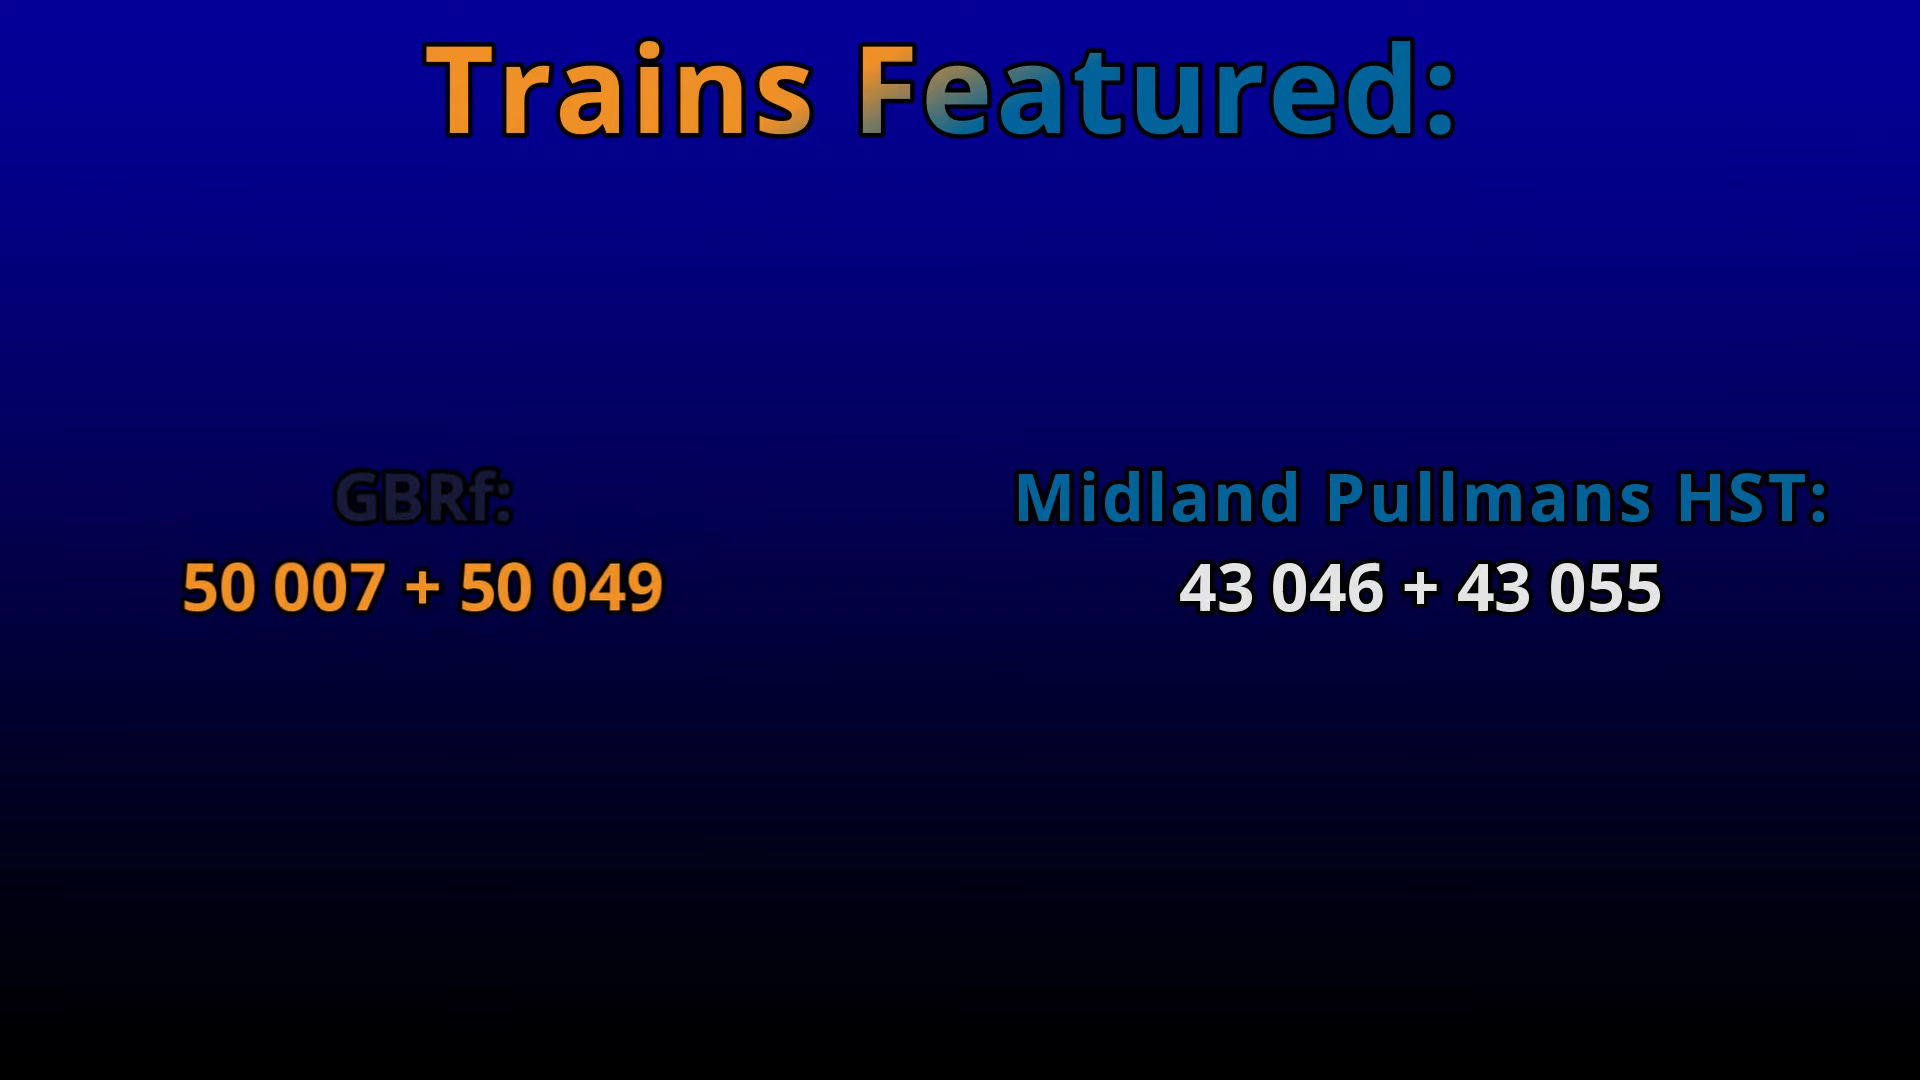 Trains Featured:
GBRf:
50 007 + 50 049
Midland Pullmans HST:
43 046 + 43 055